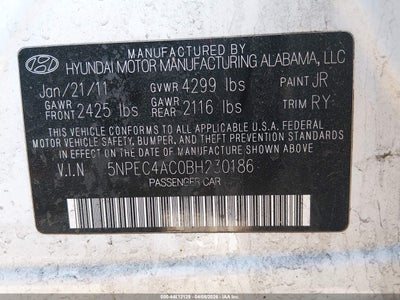 MANUFACTURED BY
HYUNDAI MOTOR MANUFACTURING ALABAMA, LLC
Jan/21/11 GVWR 4299 lbs PAINT JR
GAWR FRONT 2425 lbs GAWR REAR 2116 lbs TRIM RY
THIS VEHICLE CONFORMS TO ALL APPLICABLE U.S. FEDERAL
MOTOR VEHICLE SAFETY, BUMPER, AND THEFT PREVENTION
STANDARDS IN EFFECT ON THE DATE OF MANUFACTURE
SHOWN ABOVE.
V.I.N 5NPEC4AC0BH230186
PASSENGER CAR